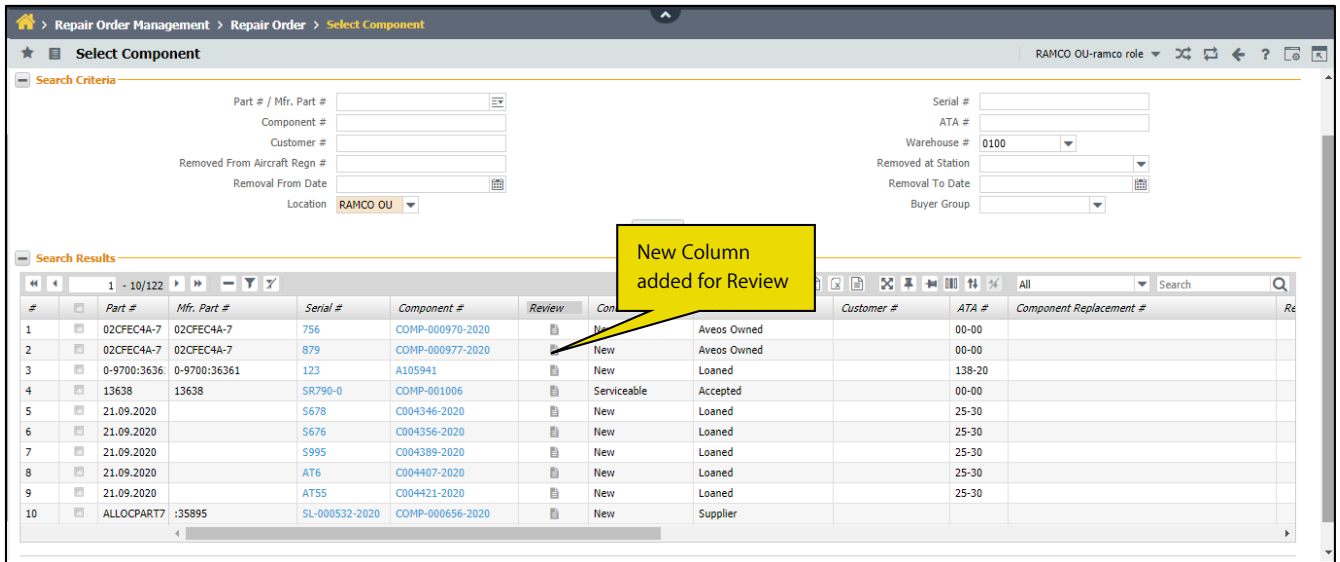 > Repair Order Management > Repair Order > Select Component
Select Component RAMCO OU-ramco role ?
Search Criteria
Part # / Mfr. Part # Serial #
Component # ATA #
Customer # Warehouse # 0100
Removed From Aircraft Regn # Removed at Station
Removal From Date Removal To Date
Location RAMCO OU Buyer Group
New Column
added for Review
Search Results
1 - 10/122 All Search
# Part # Mfr. Part # Serial # Component # Review Customer # ATA # Component Replacement #
1 02CFEC4A-7 02CFEC4A-7 756 COMP-000970-2020 Aveos Owned 00-00
2 02CFEC4A-7 02CFEC4A-7 879 COMP-000977-2020 New Aveos Owned 00-00
3 0-9700:3636 0-9700:36361 123 A105941 New Loaned 138-20
4 13638 13638 SR790-0 COMP-001006 Serviceable Accepted 00-00
5 21.09.2020 S678 C004346-2020 New Loaned 25-30
6 21.09.2020 S676 C004356-2020 New Loaned 25-30
7 21.09.2020 S995 C004389-2020 New Loaned 25-30
8 21.09.2020 AT6 C004407-2020 New Loaned 25-30
9 21.09.2020 AT55 C004421-2020 New Loaned 25-30
10 ALLOCPART7 :35895 SL-000532-2020 COMP-000656-2020 New Supplier